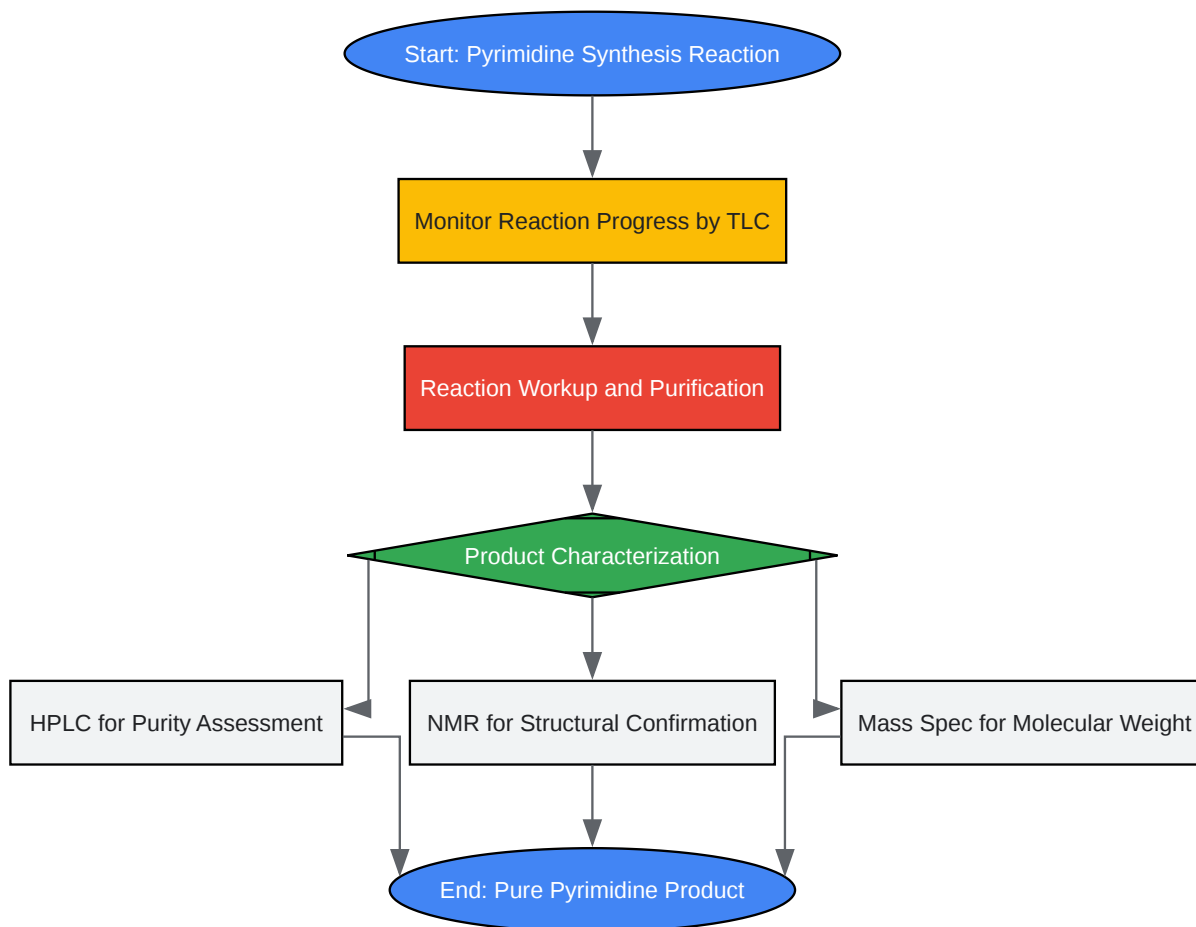 Start: Pyrimidine Synthesis Reaction
Monitor Reaction Progress by TLC
Reaction Workup and Purification
Product Characterization
HPLC for Purity Assessment
NMR for Structural Confirmation
Mass Spec for Molecular Weight
End: Pure Pyrimidine Product